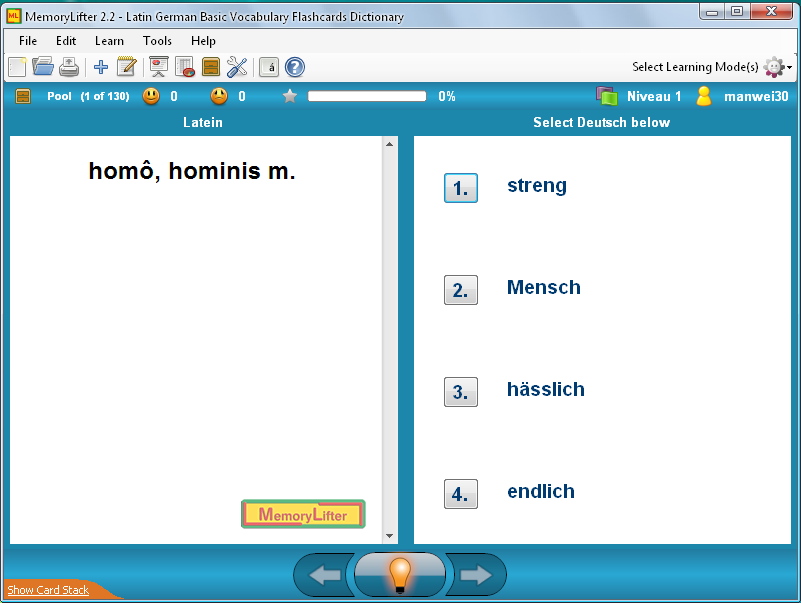 MemoryLifter 2.2 - Latin German Basic Vocabulary Flashcards Dictionary
File Edit Learn Tools Help
á ? Select Learning Mode(s)
Pool (1 of 130) 0 0 0% Niveau 1 manwei30
Latein
homô, hominis m.
MemoryLifter
Select Deutsch below
1. streng
2. Mensch
3. hässlich
4. endlich
Show Card Stack